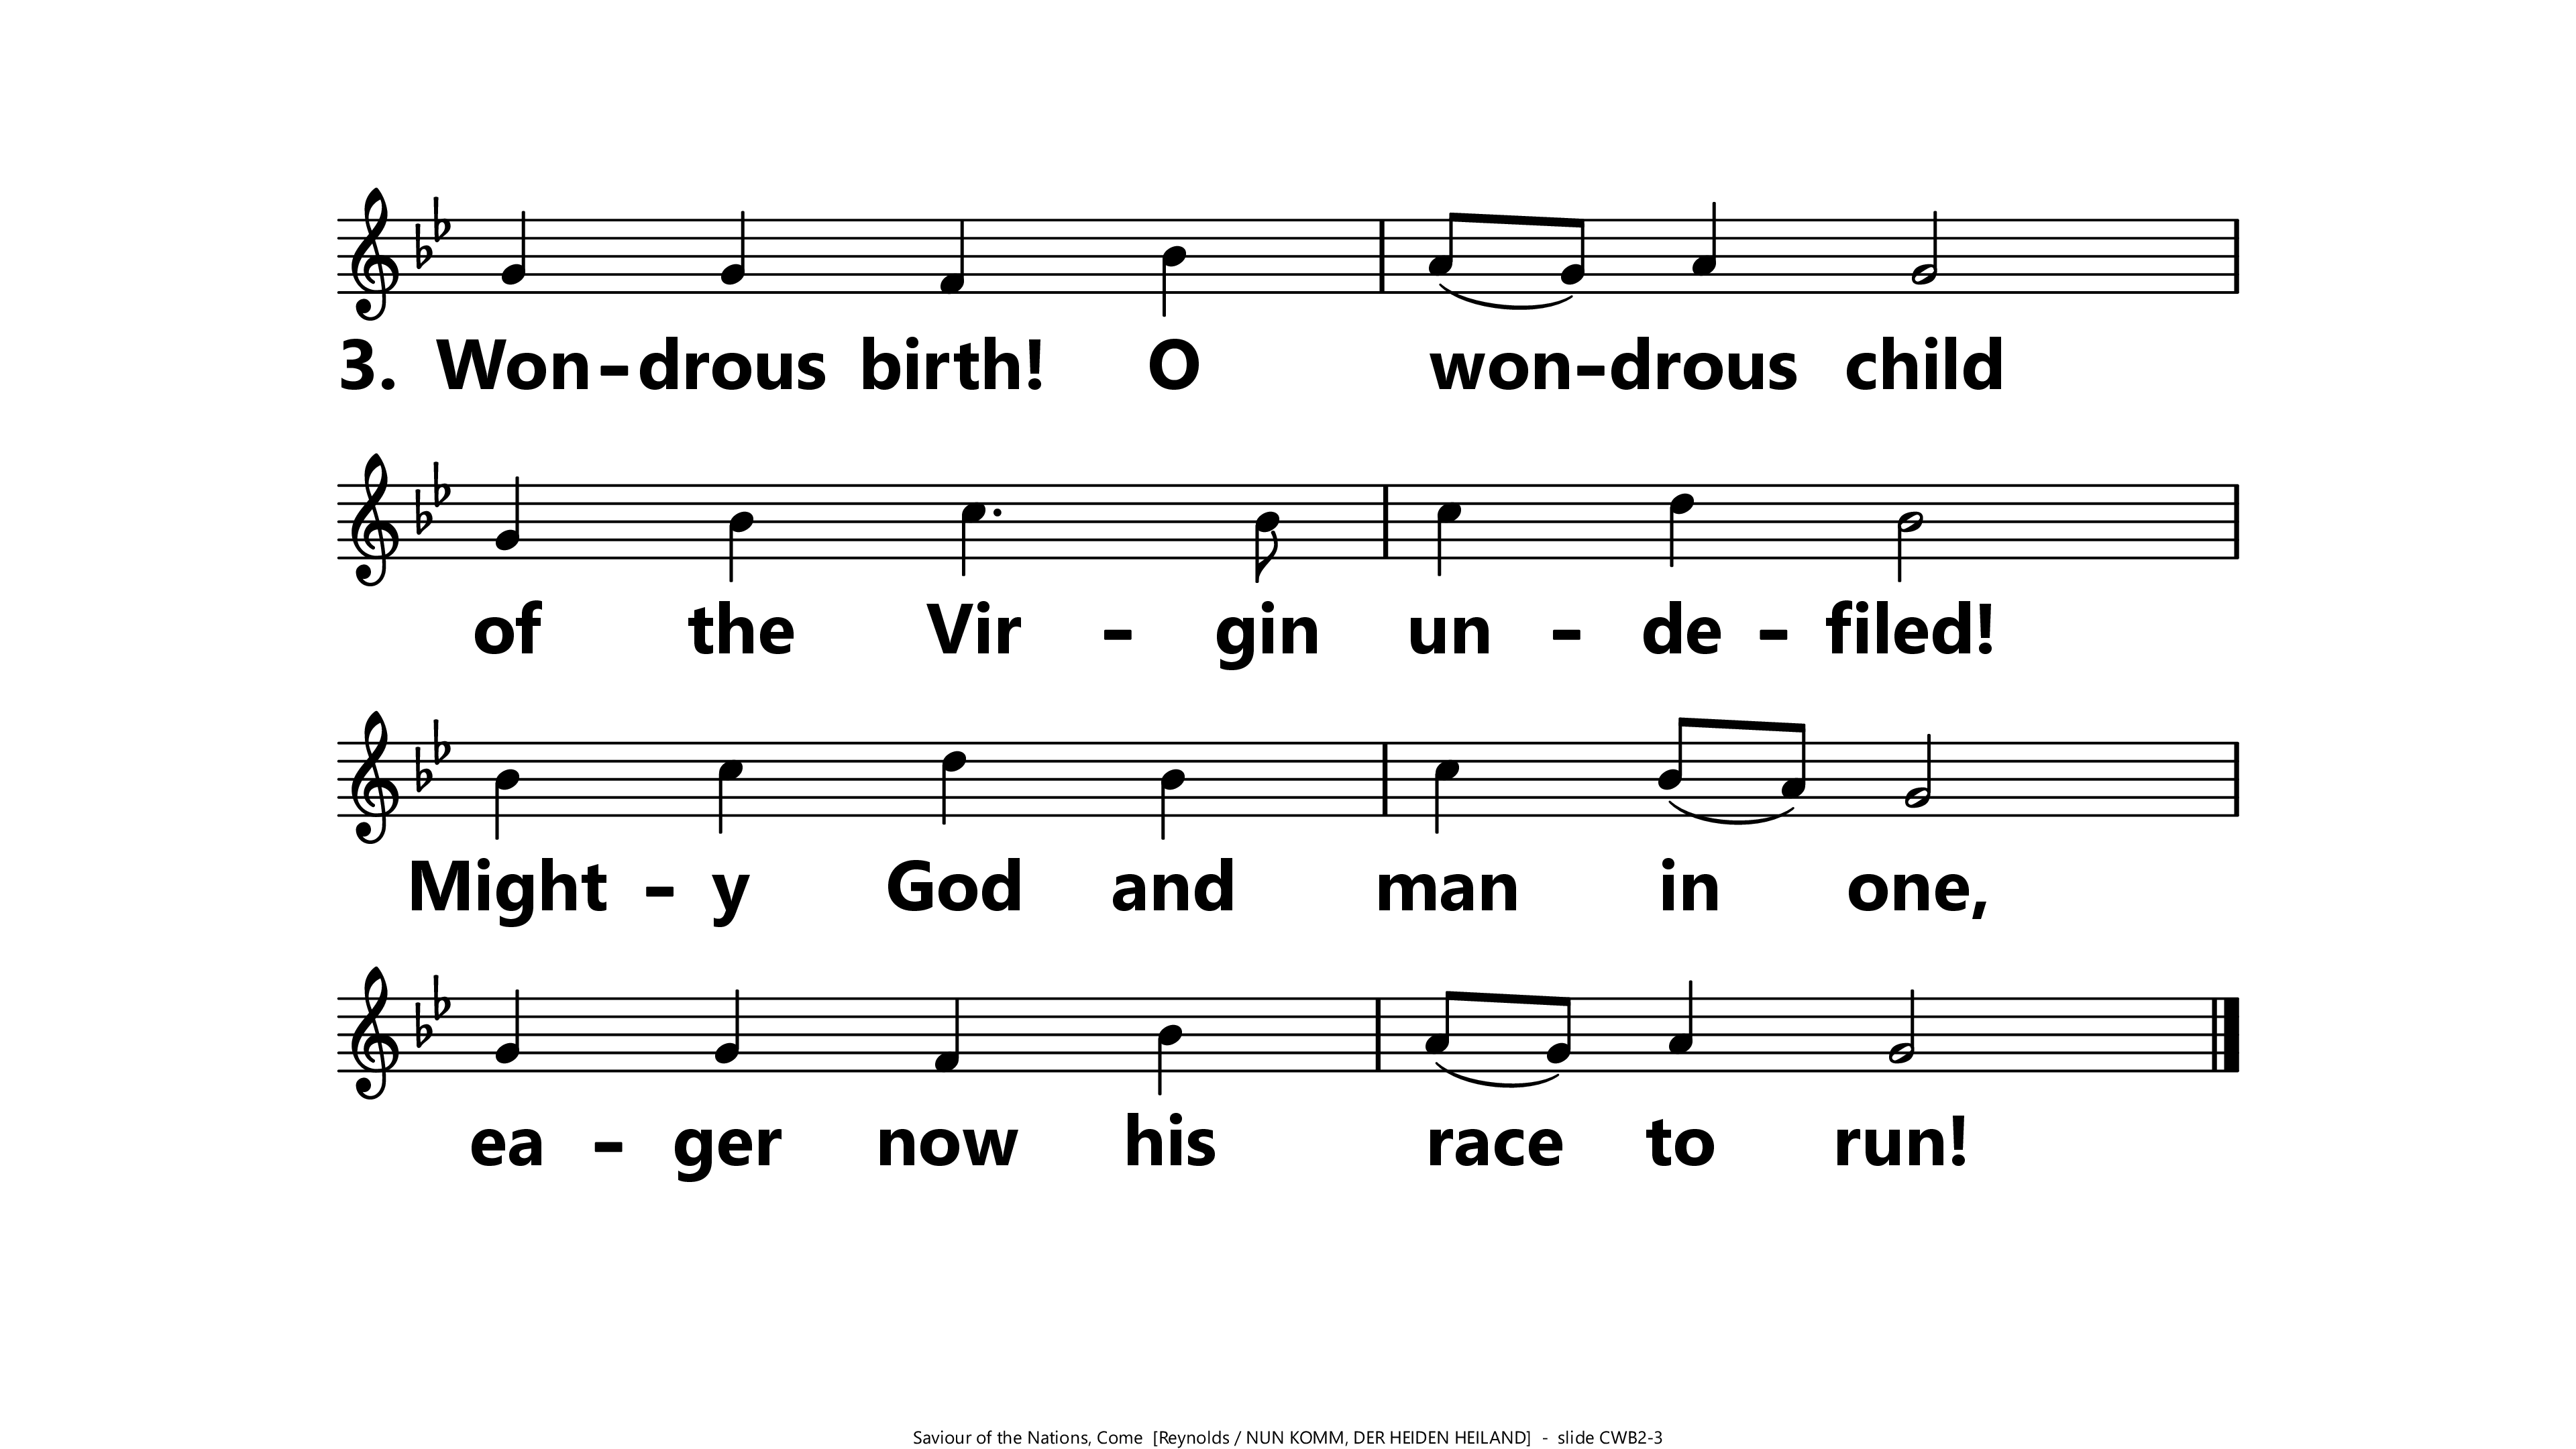 3. Won-drous birth! O won-drous child
of the Vir - gin un - de - filed!
Might - y God and man in one,
ea - ger now his race to run!
Saviour of the Nations, Come [Reynolds / NUN KOMM, DER HEIDEN HEILAND] - slide CWB2-3